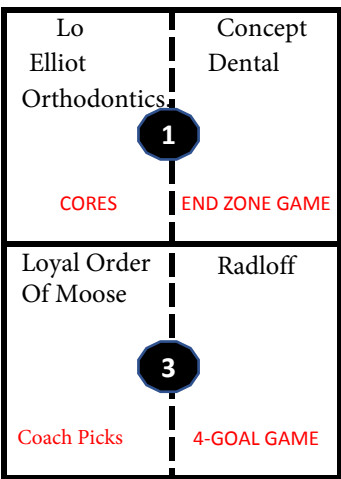 Lo
Elliot
Orthodontics.
Concept
Dental
1
CORES
END ZONE GAME
Loyal Order
Of Moose
Radloff
3
Coach Picks
4-GOAL GAME